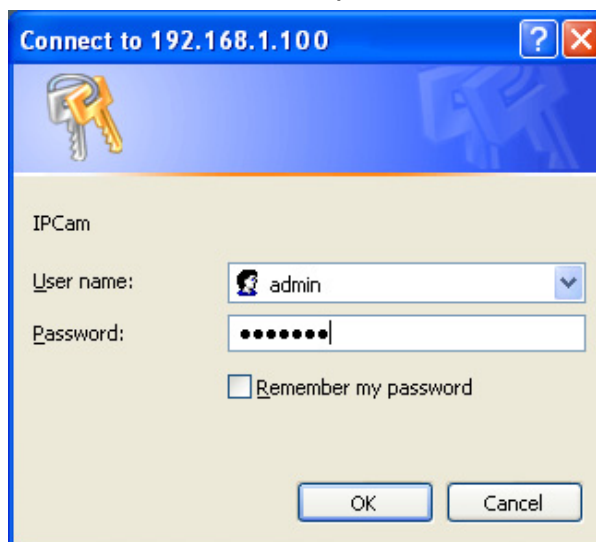 Connect to 192.168.1.100
IPCam
User name: admin
Password: •••••••
Remember my password
OK Cancel